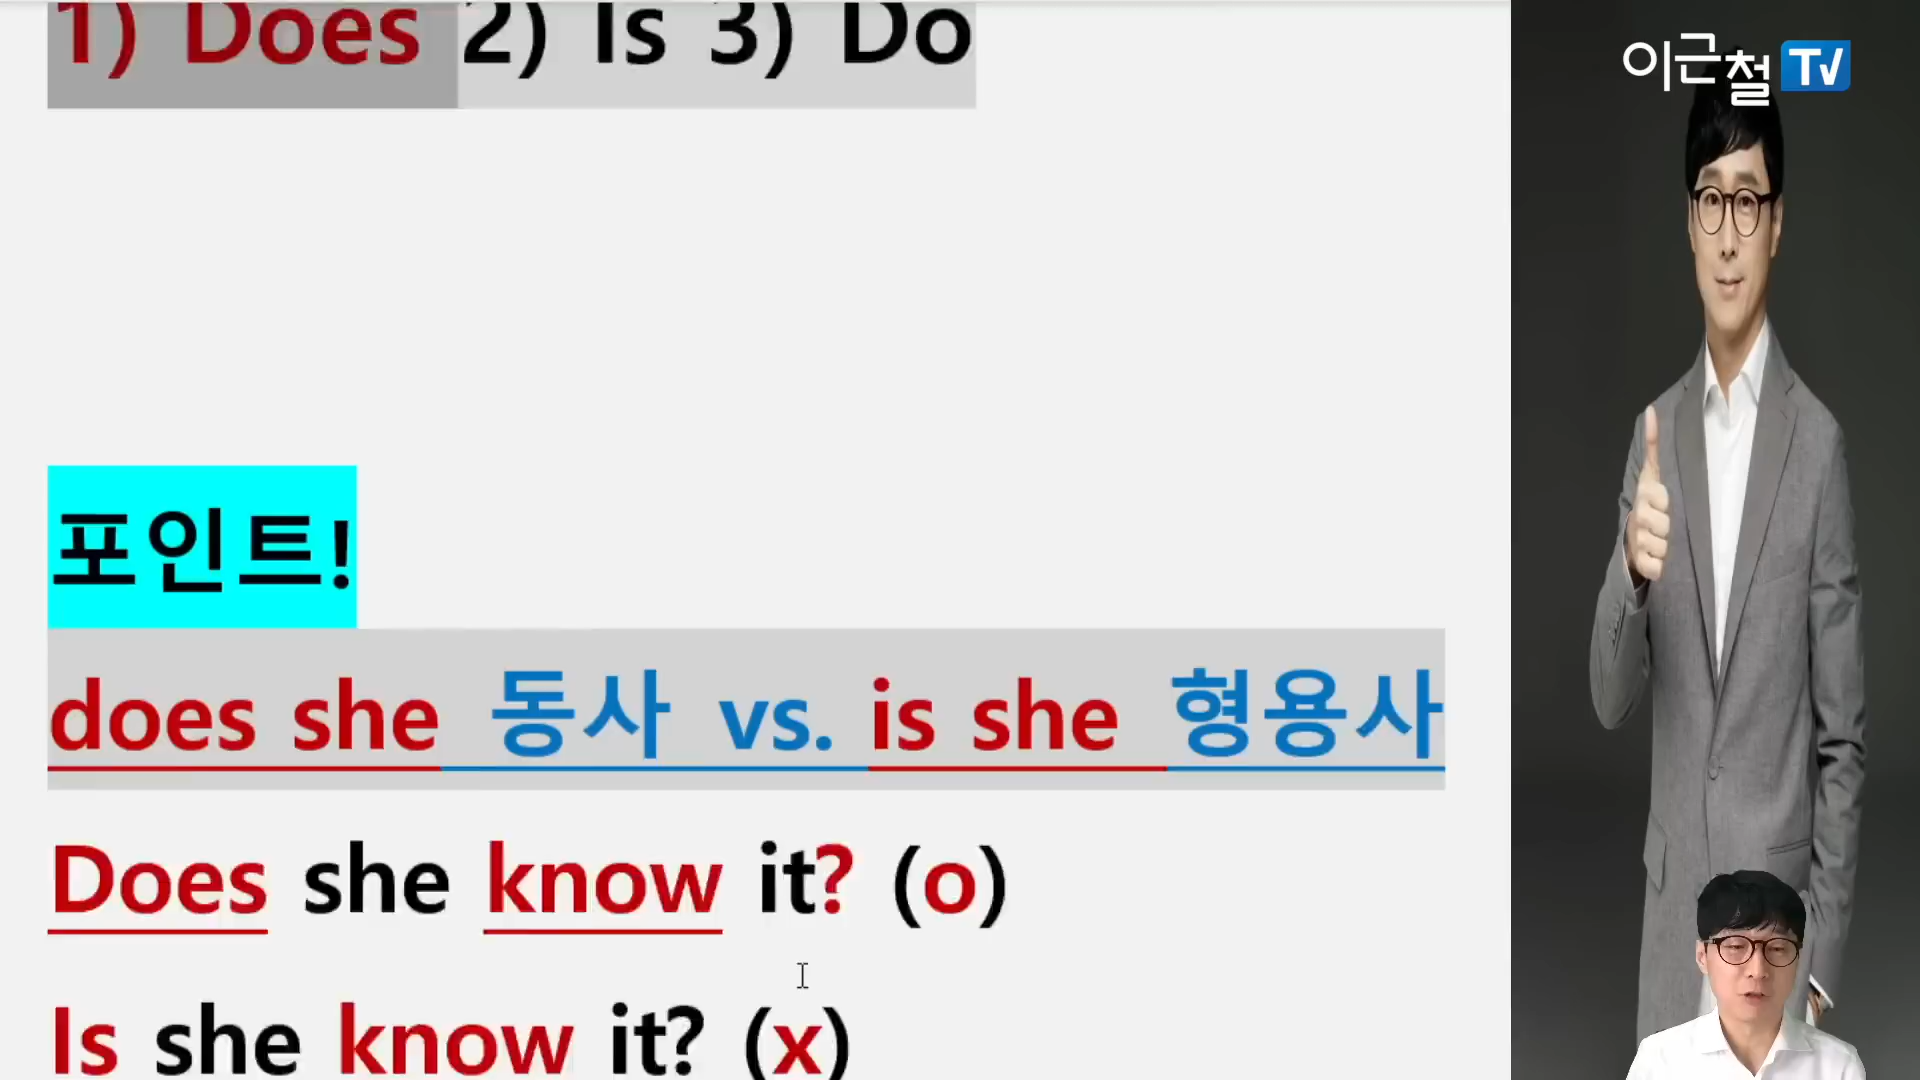 1) Does 2) Is 3) Do
이근철 TV
포인트!
does she 동사 vs. is she 형용사
Does she know it? (o)
Is she know it? (x)